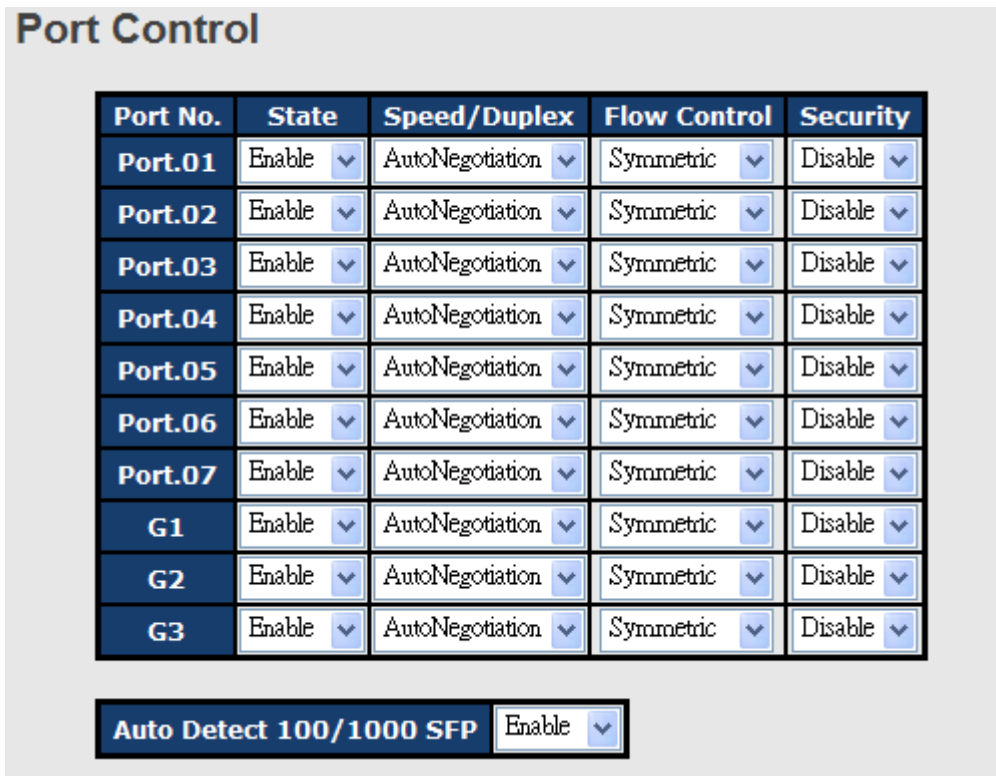 Port Control
Port No. State Speed/Duplex Flow Control Security
Port.01 Enable AutoNegotiation Symmetric Disable
Port.02 Enable AutoNegotiation Symmetric Disable
Port.03 Enable AutoNegotiation Symmetric Disable
Port.04 Enable AutoNegotiation Symmetric Disable
Port.05 Enable AutoNegotiation Symmetric Disable
Port.06 Enable AutoNegotiation Symmetric Disable
Port.07 Enable AutoNegotiation Symmetric Disable
G1 Enable AutoNegotiation Symmetric Disable
G2 Enable AutoNegotiation Symmetric Disable
G3 Enable AutoNegotiation Symmetric Disable
Auto Detect 100/1000 SFP Enable